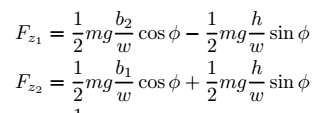 $F_{z_1} = \frac{1}{2} mg \frac{b_2}{w} \cos \phi - \frac{1}{2} mg \frac{h}{w} \sin \phi$
$F_{z_2} = \frac{1}{2} mg \frac{b_1}{w} \cos \phi + \frac{1}{2} mg \frac{h}{w} \sin \phi$